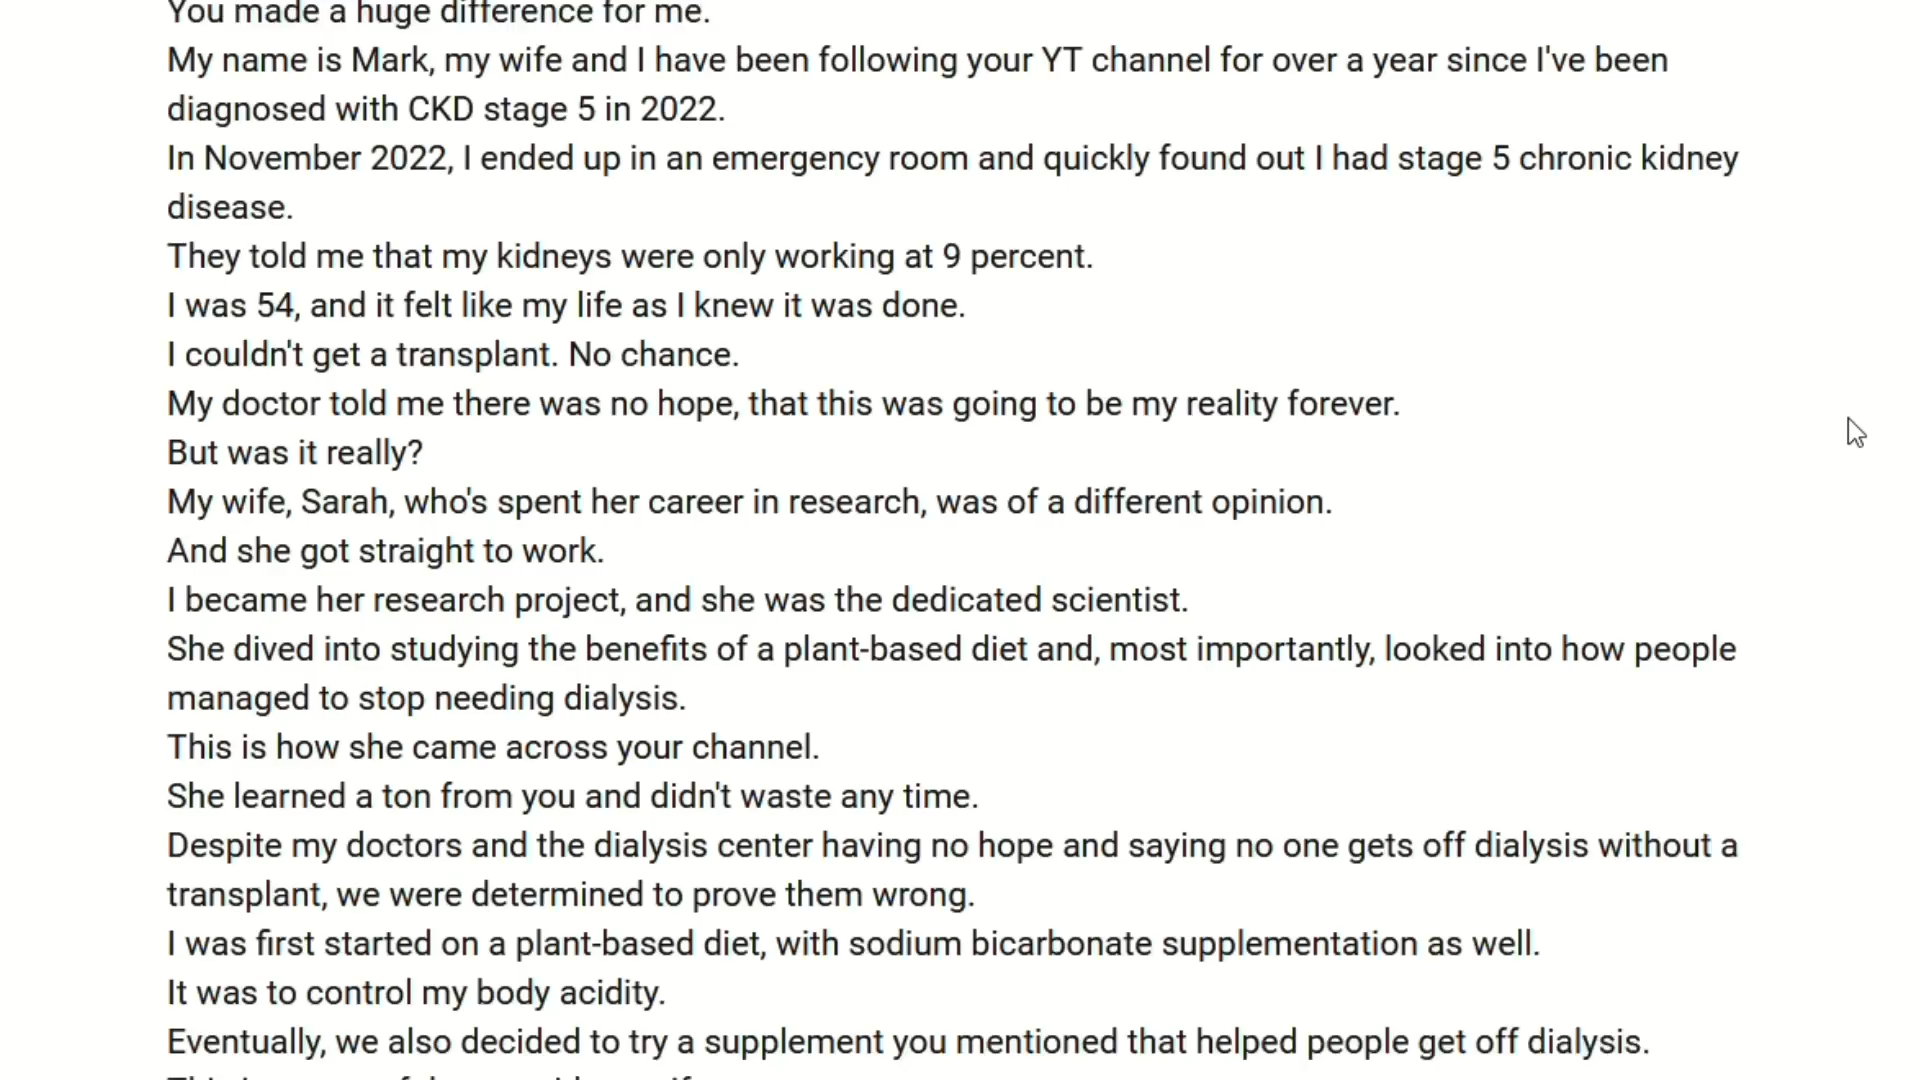 You made a huge difference for me.
My name is Mark, my wife and I have been following your YT channel for over a year since I've been
diagnosed with CKD stage 5 in 2022.
In November 2022, I ended up in an emergency room and quickly found out I had stage 5 chronic kidney
disease.
They told me that my kidneys were only working at 9 percent.
I was 54, and it felt like my life as I knew it was done.
I couldn't get a transplant. No chance.
My doctor told me there was no hope, that this was going to be my reality forever.
But was it really?
My wife, Sarah, who's spent her career in research, was of a different opinion.
And she got straight to work.
I became her research project, and she was the dedicated scientist.
She dived into studying the benefits of a plant-based diet and, most importantly, looked into how people
managed to stop needing dialysis.
This is how she came across your channel.
She learned a ton from you and didn't waste any time.
Despite my doctors and the dialysis center having no hope and saying no one gets off dialysis without a
transplant, we were determined to prove them wrong.
I was first started on a plant-based diet, with sodium bicarbonate supplementation as well.
It was to control my body acidity.
Eventually, we also decided to try a supplement you mentioned that helped people get off dialysis.